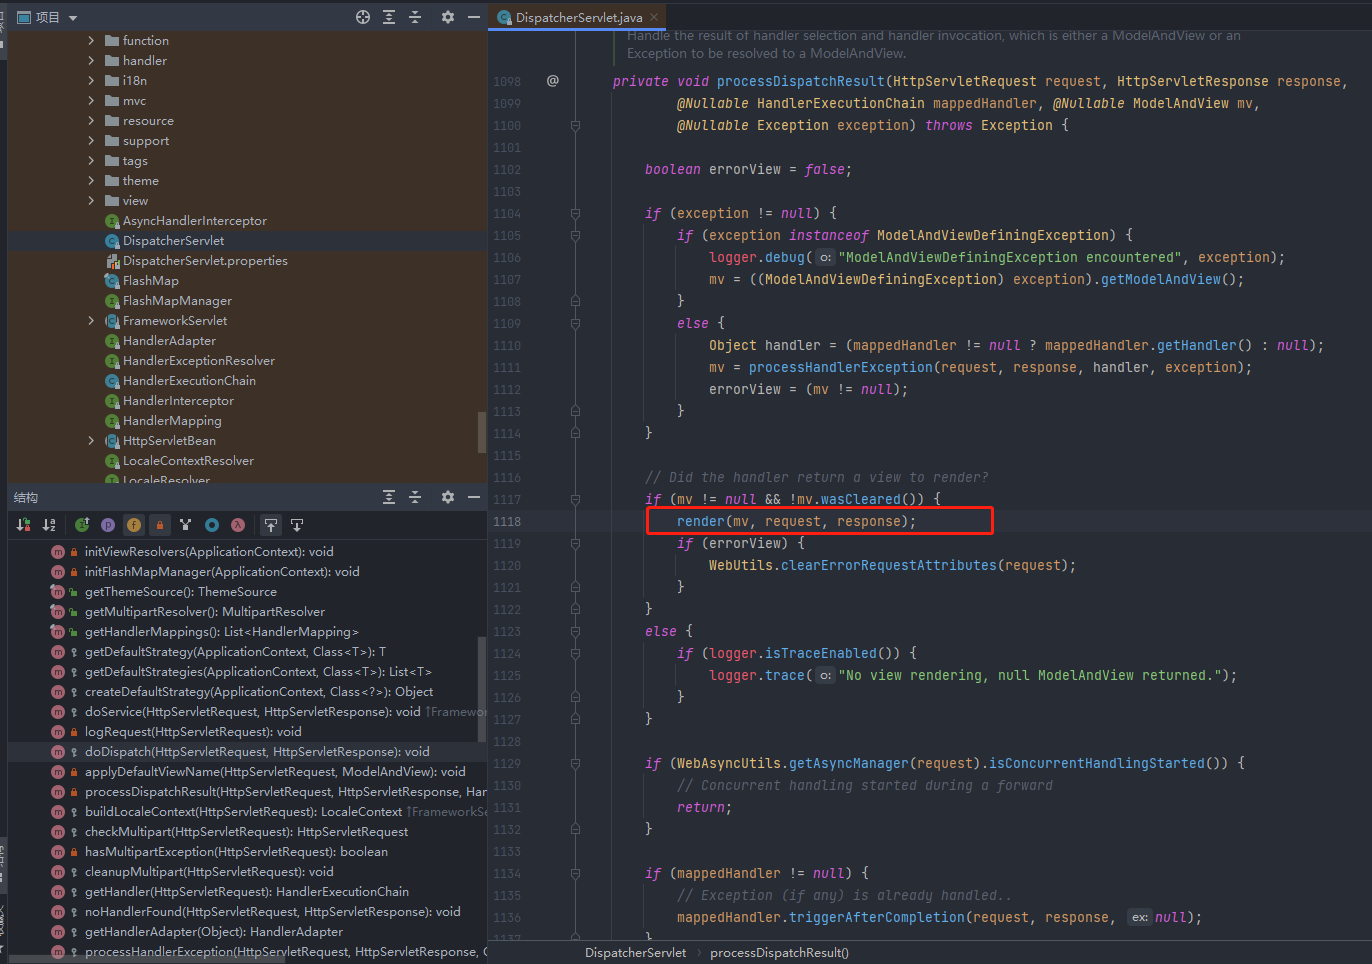 项目
function
handler
i18n
mvc
resource
support
tags
theme
view
AsyncHandlerInterceptor
DispatcherServlet
DispatcherServlet.properties
FlashMap
FlashMapManager
FrameworkServlet
HandlerAdapter
HandlerExceptionResolver
HandlerExecutionChain
HandlerInterceptor
HandlerMapping
HttpServletBean
LocaleContextResolver
LocaleResolver
结构
initViewResolvers(ApplicationContext): void
initFlashMapManager(ApplicationContext): void
getThemeSource(): ThemeSource
getMultipartResolver(): MultipartResolver
getHandlerMappings(): List<HandlerMapping>
getDefaultStrategy(ApplicationContext, Class<T>): T
getDefaultStrategies(ApplicationContext, Class<T>): List<T>
createDefaultStrategy(ApplicationContext, Class<?>): Object
doService(HttpServletRequest, HttpServletResponse): void ↑Framewo
logRequest(HttpServletRequest): void
doDispatch(HttpServletRequest, HttpServletResponse): void
applyDefaultViewName(HttpServletRequest, ModelAndView): void
processDispatchResult(HttpServletRequest, HttpServletResponse, Han
buildLocaleContext(HttpServletRequest): LocaleContext ↑FrameworkSe
checkMultipart(HttpServletRequest): HttpServletRequest
hasMultipartException(HttpServletRequest): boolean
cleanupMultipart(HttpServletRequest): void
getHandler(HttpServletRequest): HandlerExecutionChain
noHandlerFound(HttpServletRequest, HttpServletResponse): void
getHandlerAdapter(Object): HandlerAdapter
processHandlerException(HttpServletRequest, HttpServletResponse, O
DispatcherServlet.java
Handle the result of handler selection and handler invocation, which is either a ModelAndView or an
Exception to be resolved to a ModelAndView.
1098 @ private void processDispatchResult(HttpServletRequest request, HttpServletResponse response,
1099 @Nullable HandlerExecutionChain mappedHandler, @Nullable ModelAndView mv,
1100 @Nullable Exception exception) throws Exception {
1101
1102 boolean errorView = false;
1103
1104 if (exception != null) {
1105 if (exception instanceof ModelAndViewDefiningException) {
1106 logger.debug( o: "ModelAndViewDefiningException encountered", exception);
1107 mv = ((ModelAndViewDefiningException) exception).getModelAndView();
1108 }
1109 else {
1110 Object handler = (mappedHandler != null ? mappedHandler.getHandler() : null);
1111 mv = processHandlerException(request, response, handler, exception);
1112 errorView = (mv != null);
1113 }
1114 }
1115
1116 // Did the handler return a view to render?
1117 if (mv != null && !mv.wasCleared()) {
1118 render(mv, request, response);
1119 if (errorView) {
1120 WebUtils.clearErrorRequestAttributes(request);
1121 }
1122 }
1123 else {
1124 if (logger.isTraceEnabled()) {
1125 logger.trace( o: "No view rendering, null ModelAndView returned.");
1126 }
1127 }
1128
1129 if (WebAsyncUtils.getAsyncManager(request).isConcurrentHandlingStarted()) {
1130 // Concurrent handling started during a forward
1131 return;
1132 }
1133
1134 if (mappedHandler != null) {
1135 // Exception (if any) is already handled..
1136 mappedHandler.triggerAfterCompletion(request, response, ex: null);
1137 }
DispatcherServlet › processDispatchResult()